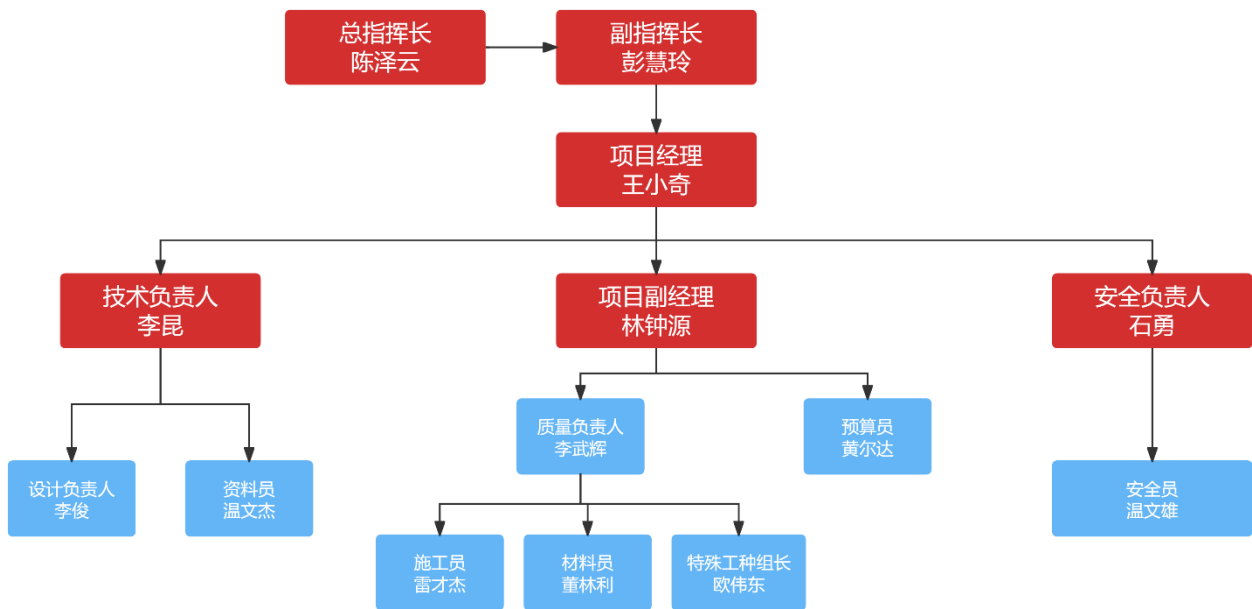 总指挥长
陈泽云
副指挥长
彭慧玲
项目经理
王小奇
技术负责人
李昆
项目副经理
林钟源
安全负责人
石勇
质量负责人
李武辉
预算员
黄尔达
设计负责人
李俊
资料员
温文杰
安全员
温文雄
施工员
雷才杰
材料员
董林利
特殊工种组长
欧伟东